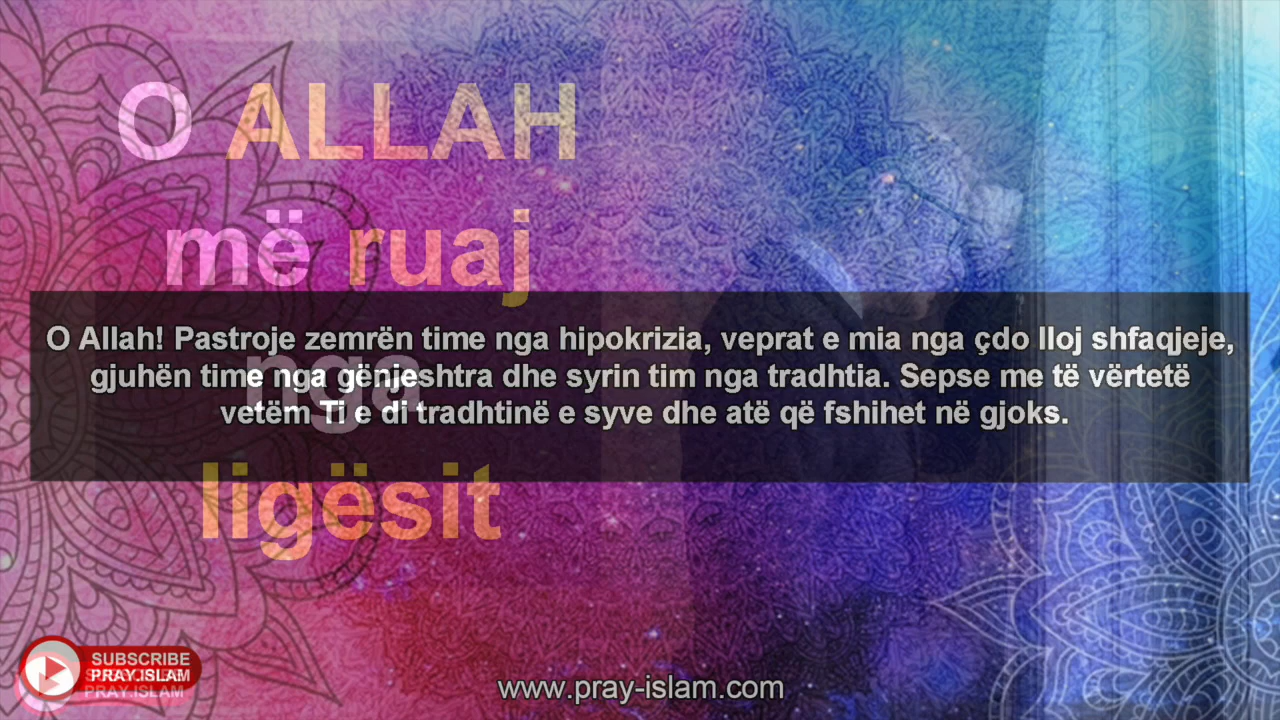 O ALLAH
më ruaj
nga
ligësit
O Allah! Pastroje zemrën time nga hipokrizia, veprat e mia nga çdo lloj shfaqjeje,
gjuhën time nga gënjeshtra dhe syrin tim nga tradhtia. Sepse me të vërtetë
vetëm Ti e di tradhtinë e syve dhe atë që fshihet në gjoks.
SUBSCRIBE
PRAY.ISLAM
PRAY.ISLAM
www.pray-islam.com